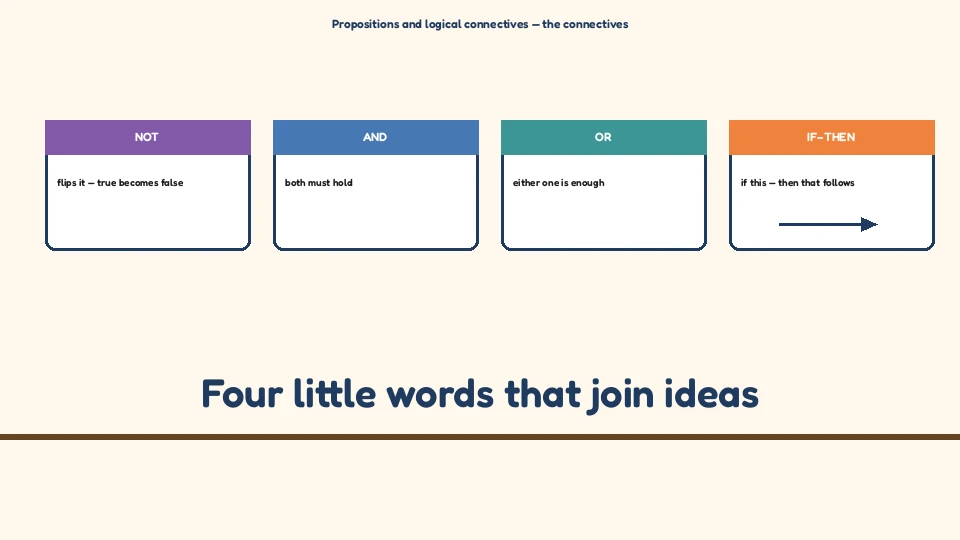 Propositions and logical connectives — the connectives
NOT
flips it — true becomes false
AND
both must hold
OR
either one is enough
IF-THEN
if this — then that follows
Four little words that join ideas